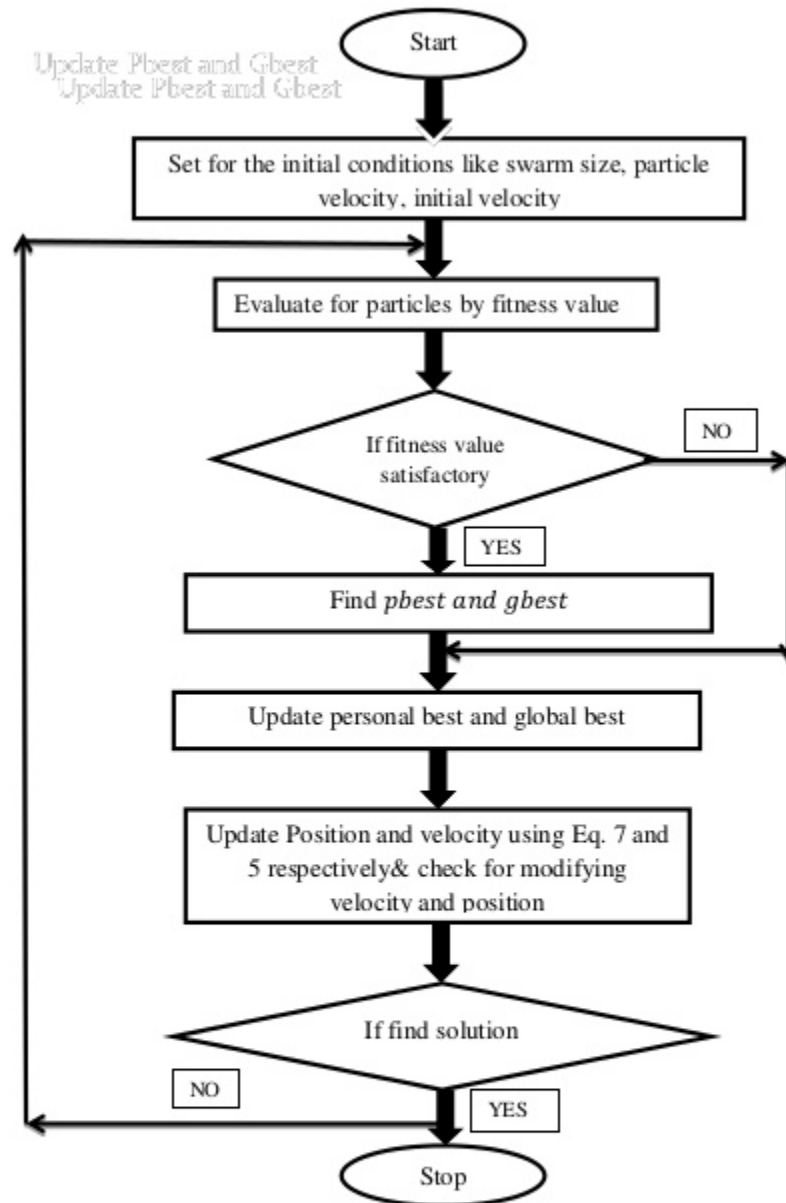 Start
Update Pbest and Gbest
Update Pbest and Gbest
Set for the initial conditions like swarm size, particle
velocity, initial velocity
Evaluate for particles by fitness value
If fitness value
satisfactory
NO
YES
Find pbest and gbest
Update personal best and global best
Update Position and velocity using Eq. 7 and
5 respectively& check for modifying
velocity and position
If find solution
NO
YES
Stop